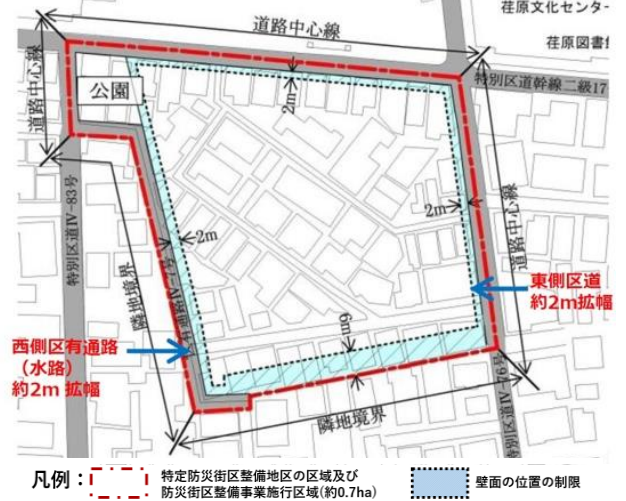 荏原文化センター
道路中心線
荏原図書館
道路中心線
公園
特別区道幹線二級17
2m
特別区道Ⅳ-83号
2m
2m
道路中心線
隣地境界
東側区道
約2m拡幅
6m
西側区有通路
（水路）
約2m 拡幅
特別区道Ⅳ-76号
隣地境界
凡例：
特定防災街区整備地区の区域及び
防災街区整備事業施行区域(約0.7ha)
壁面の位置の制限